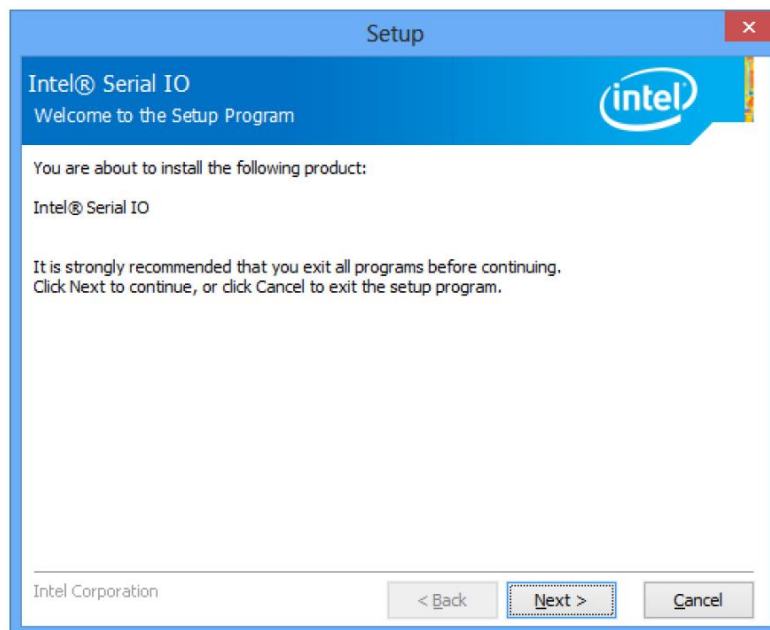 Setup
Intel® Serial IO
Welcome to the Setup Program
intel
You are about to install the following product:
Intel® Serial IO
It is strongly recommended that you exit all programs before continuing.
Click Next to continue, or click Cancel to exit the setup program.
Intel Corporation
< Back
Next >
Cancel